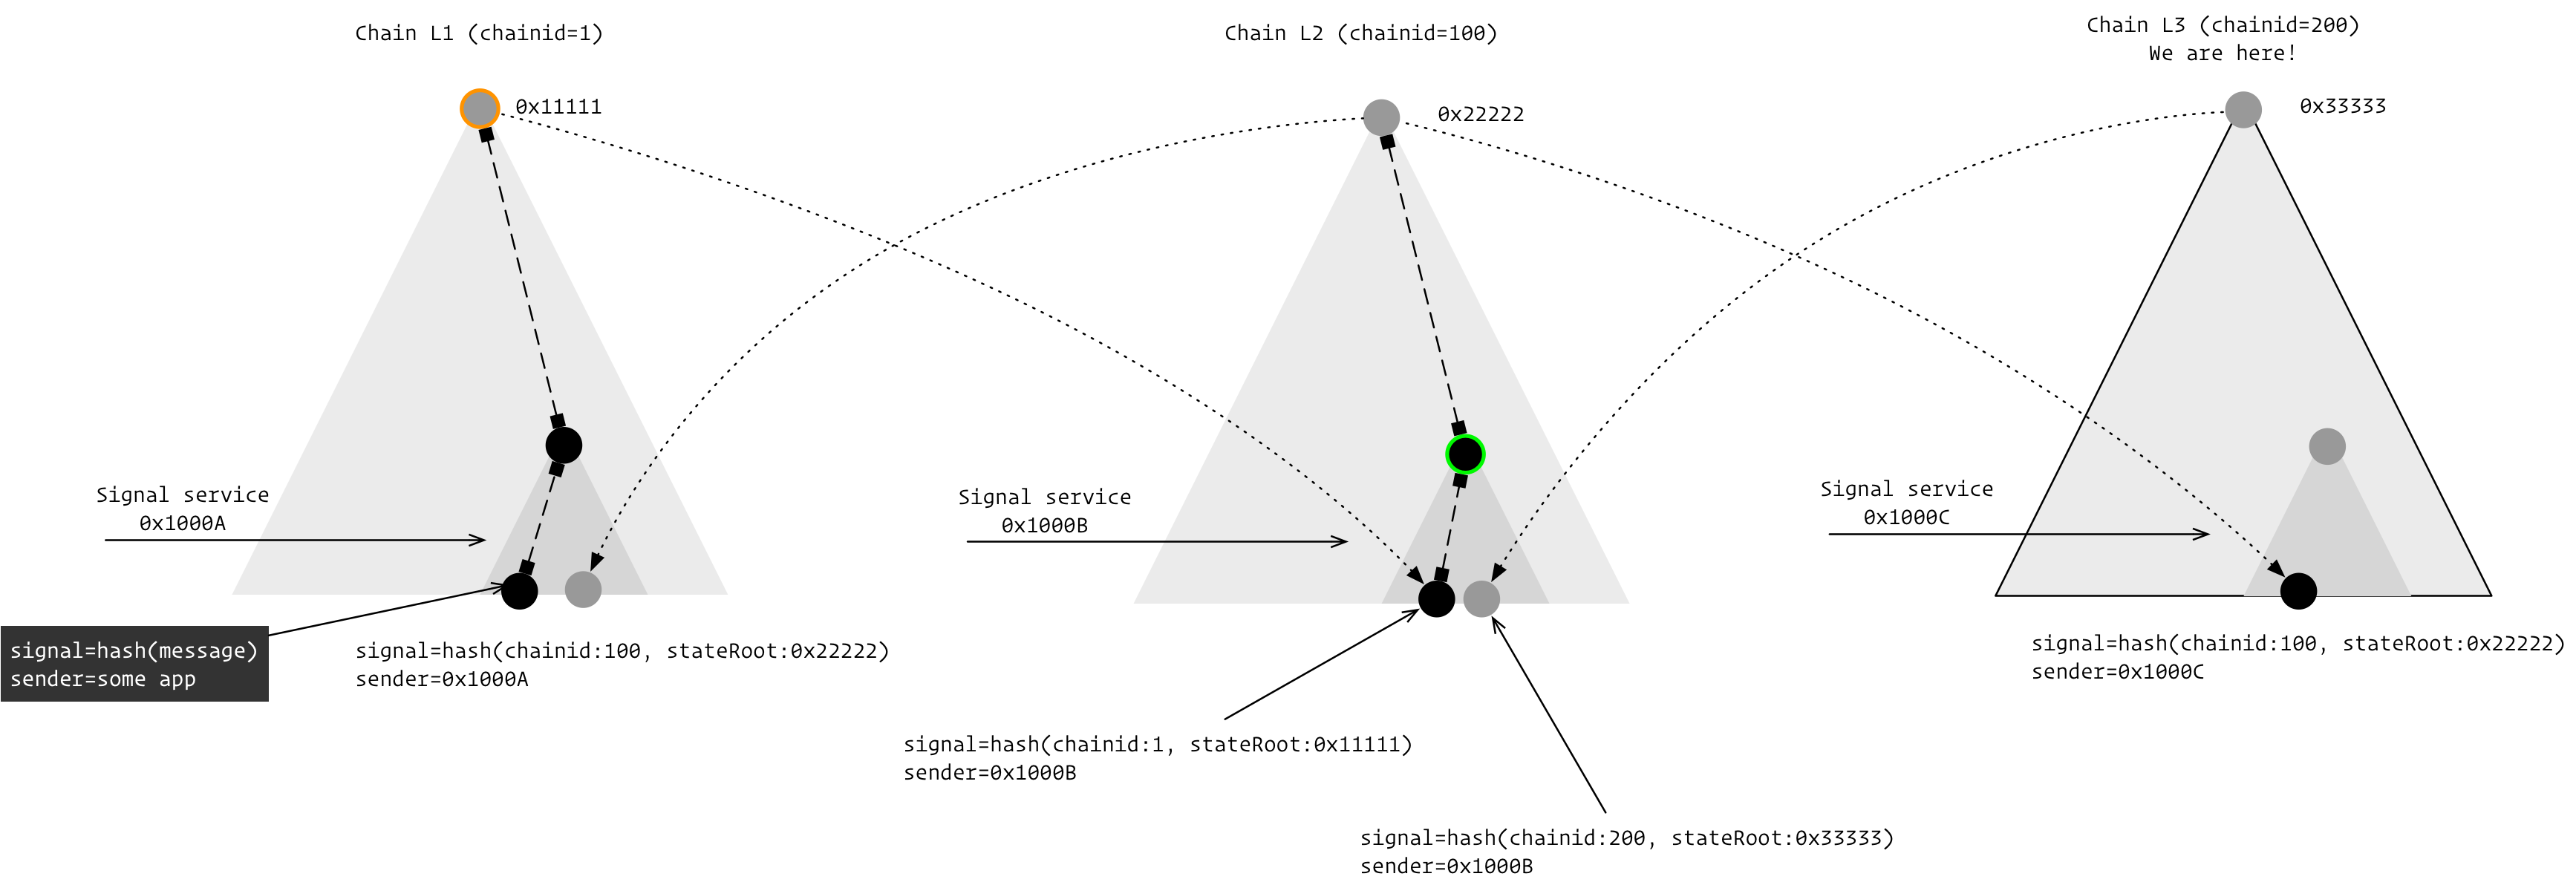 Chain L1 (chainid=1)
Chain L2 (chainid=100)
Chain L3 (chainid=200)
We are here!
0x11111
0x22222
0x33333
Signal service
0x1000A
Signal service
0x1000B
Signal service
0x1000C
signal=hash(message)
sender=some app
signal=hash(chainid:100, stateRoot:0x22222)
sender=0x1000A
signal=hash(chainid:1, stateRoot:0x11111)
sender=0x1000B
signal=hash(chainid:200, stateRoot:0x33333)
sender=0x1000B
signal=hash(chainid:100, stateRoot:0x22222)
sender=0x1000C